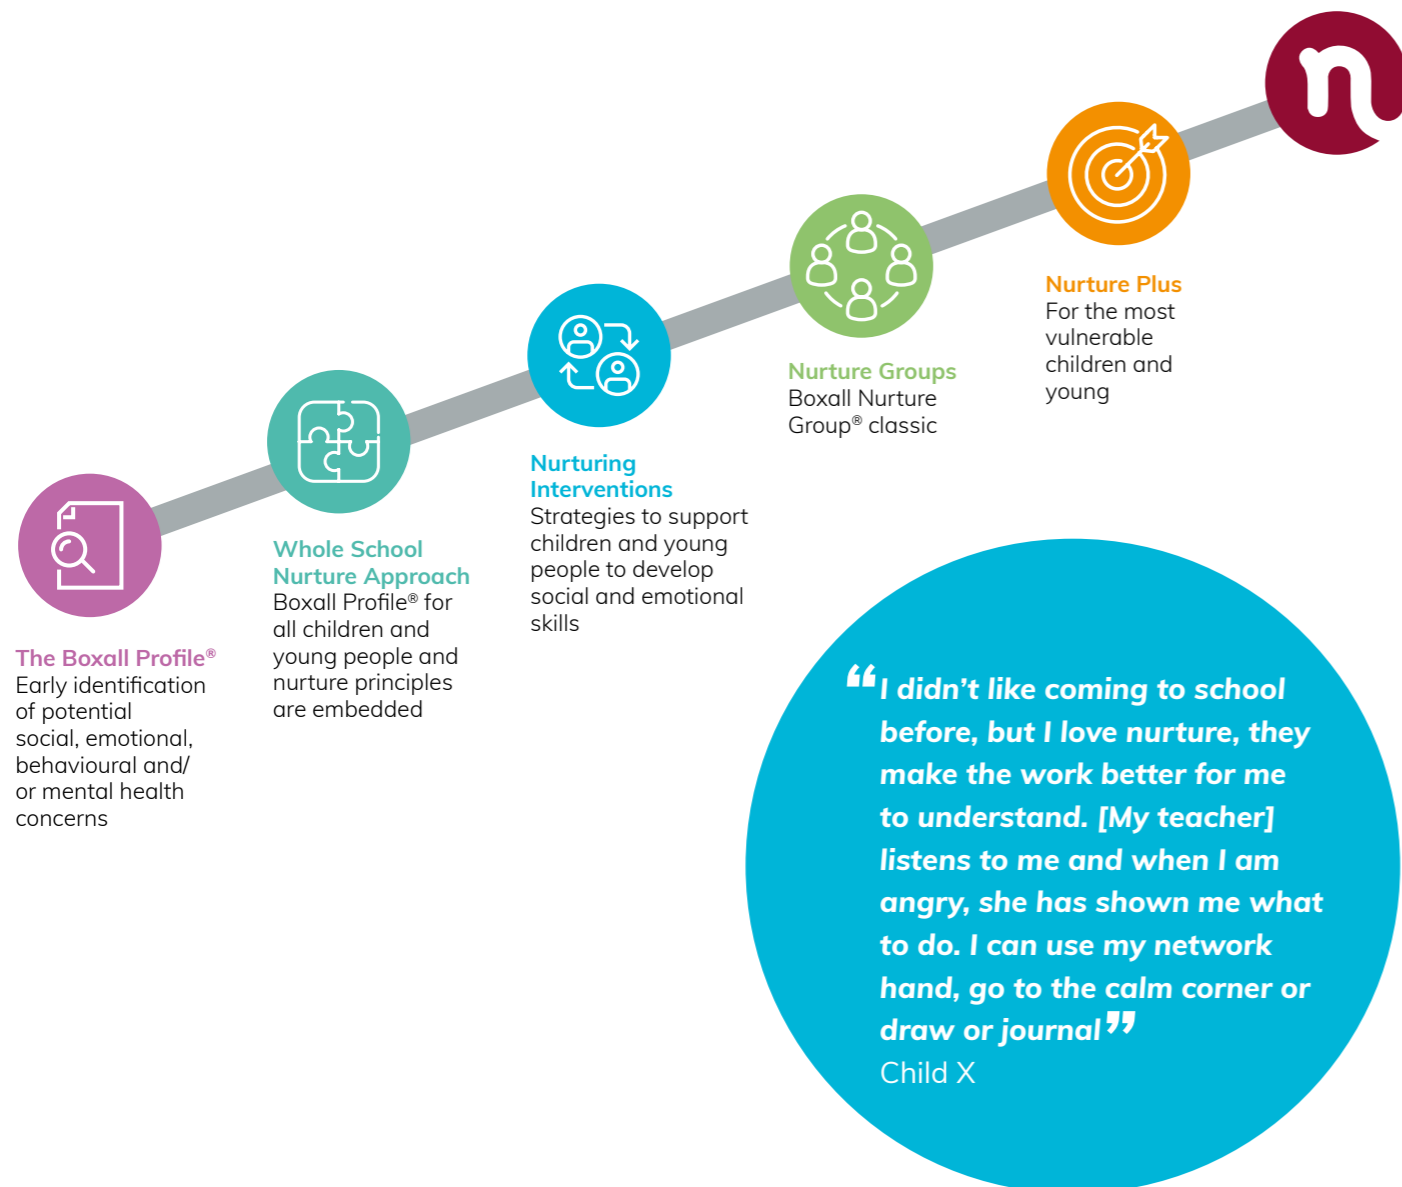 The Boxall Profile®
Early identification
of potential
social, emotional,
behavioural and/
or mental health
concerns
Whole School
Nurture Approach
Boxall Profile® for
all children and
young people and
nurture principles
are embedded
Nurturing
Interventions
Strategies to support
children and young
people to develop
social and emotional
skills
Nurture Groups
Boxall Nurture
Group® classic
Nurture Plus
For the most
vulnerable
children and
young
n
“I didn’t like coming to school
before, but I love nurture, they
make the work better for me
to understand. [My teacher]
listens to me and when I am
angry, she has shown me what
to do. I can use my network
hand, go to the calm corner or
draw or journal”
Child X